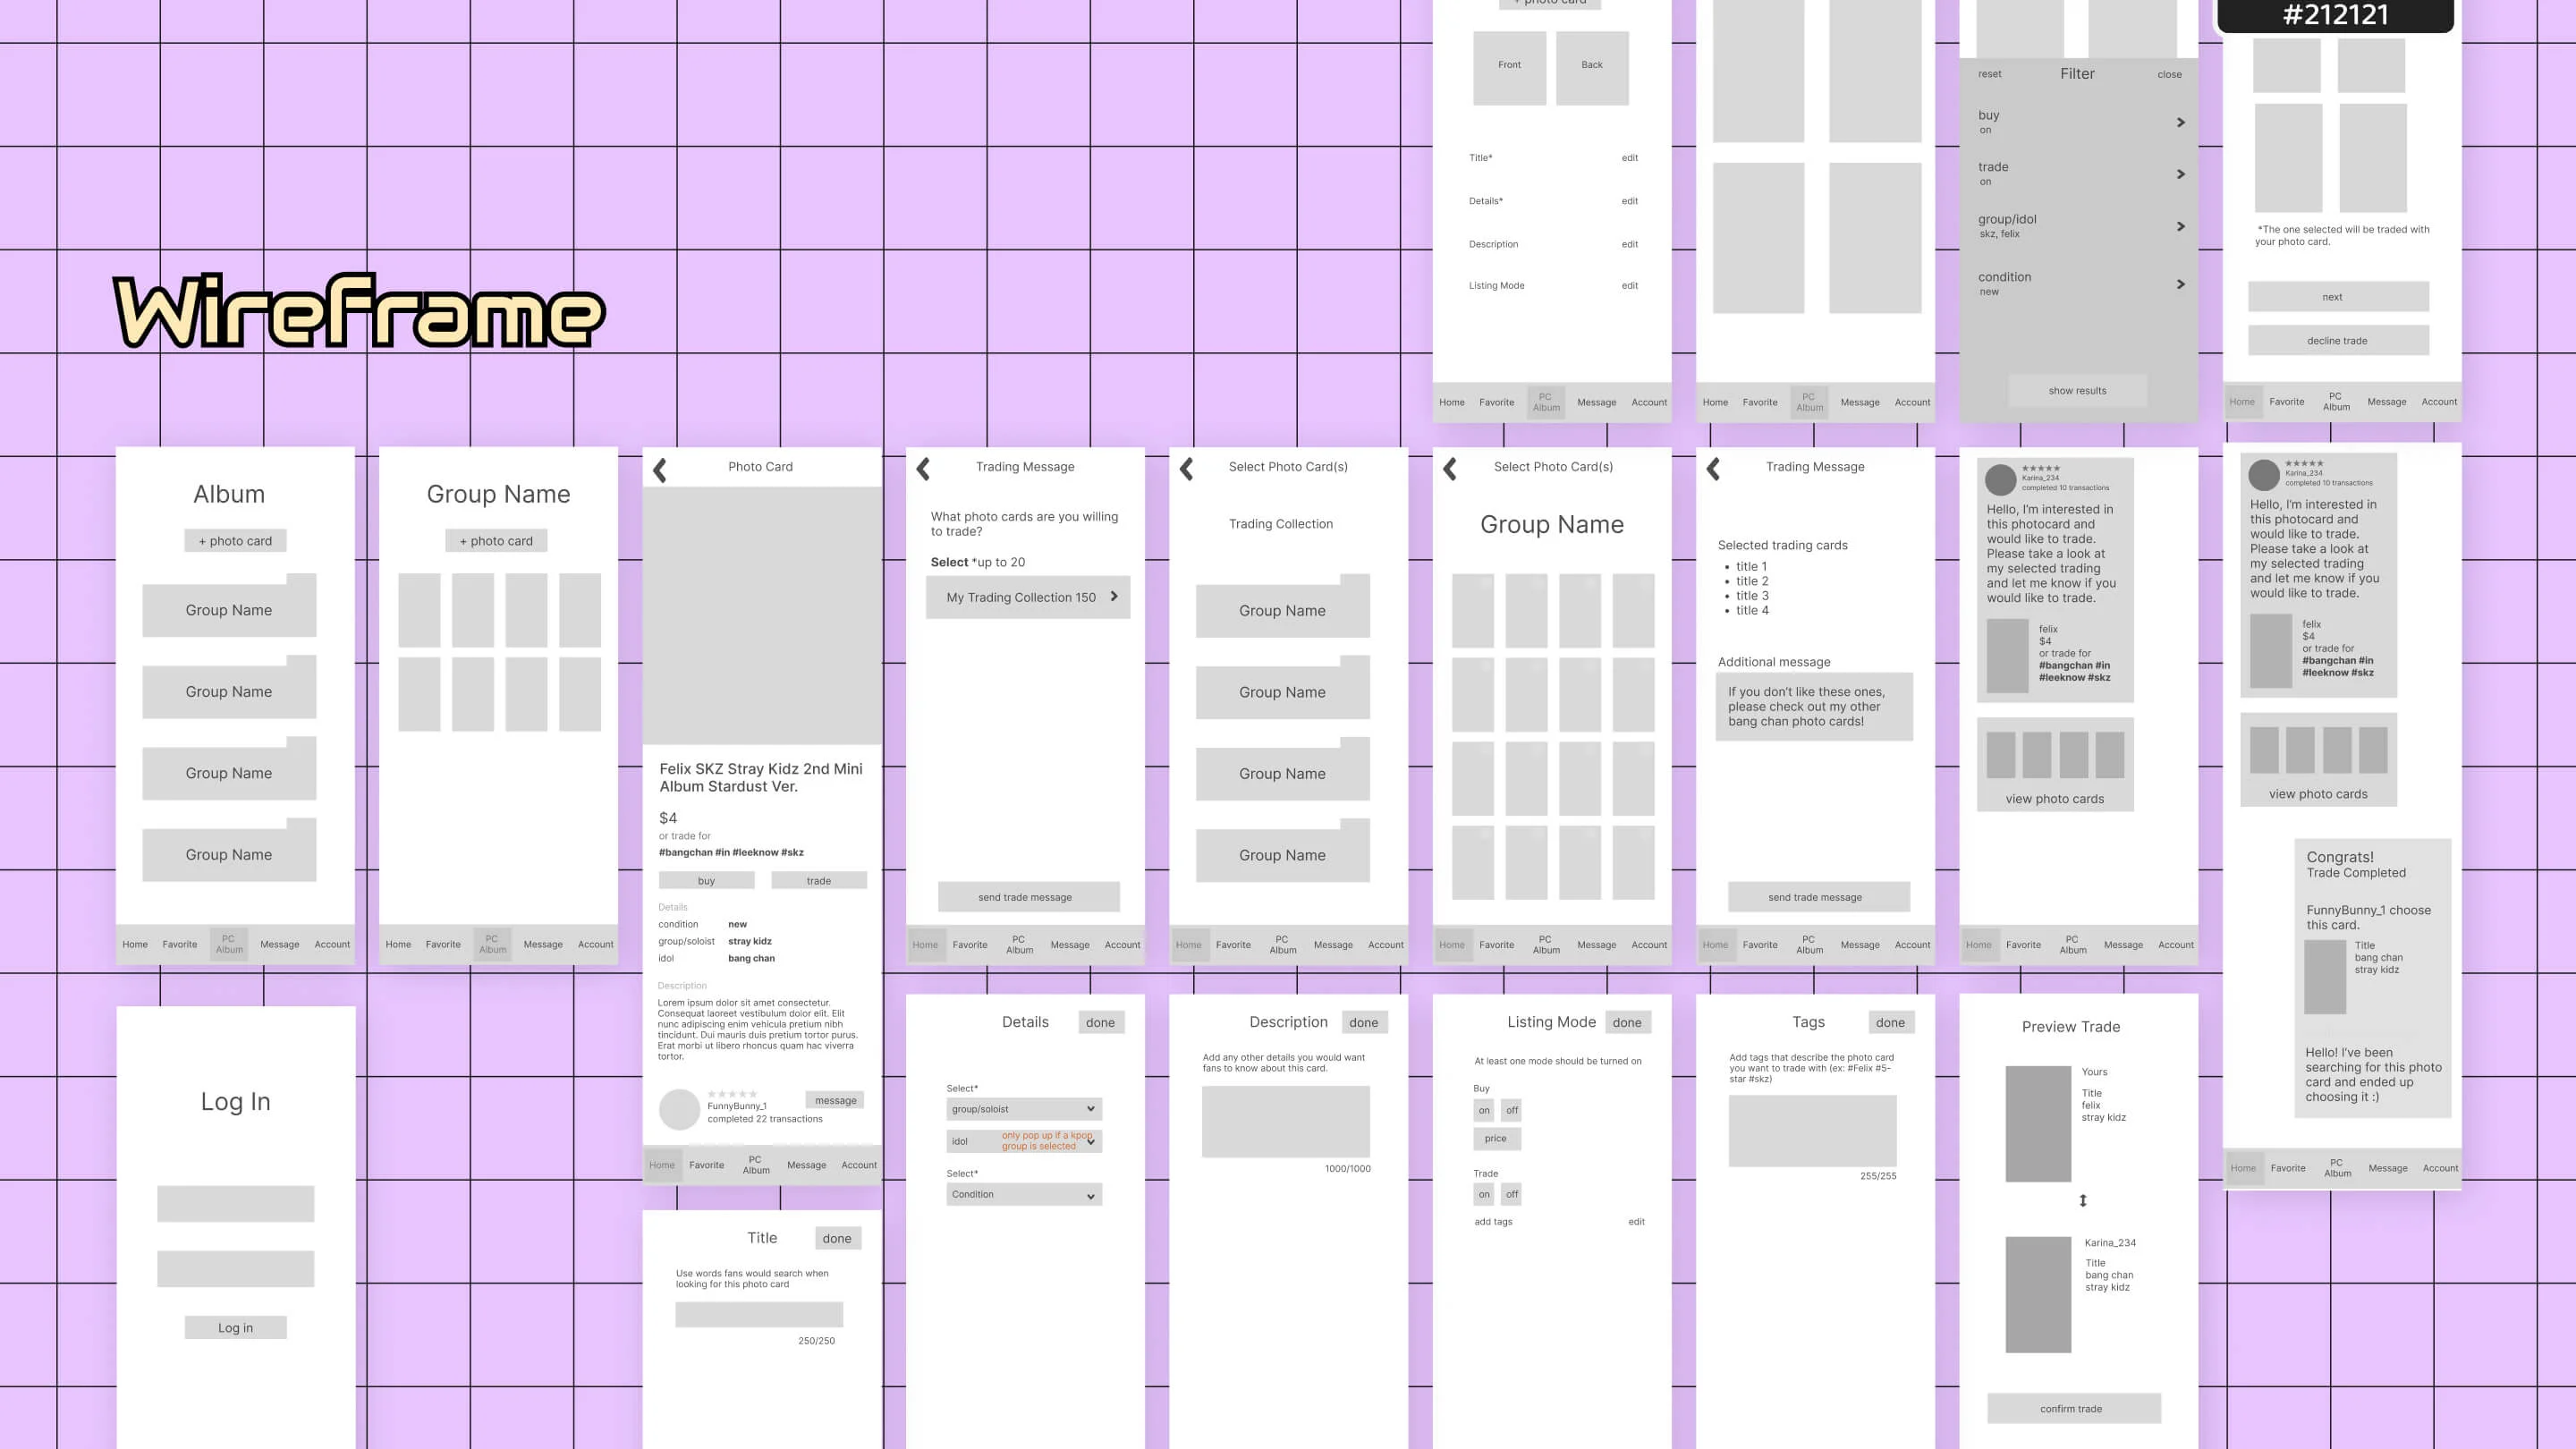 + photo card
Front
Back
Title*
edit
Details*
edit
Description
edit
Listing Mode
edit
Home
Favorite
PC
Album
Message
Account
Home
Favorite
PC
Album
Message
Account
reset
Filter
close
buy
on
trade
on
group/idol
skz, felix
condition
new
show results
#212121
*The one selected will be traded with
your photo card.
next
decline trade
Home
Favorite
PC
Album
Message
Account
Wireframe
Album
+ photo card
Group Name
Group Name
Group Name
Group Name
Home
Favorite
PC
Album
Message
Account
Group Name
+ photo card
Home
Favorite
PC
Album
Message
Account
Photo Card
Felix SKZ Stray Kidz 2nd Mini
Album Stardust Ver.
$4
or trade for
#bangchan #in #leeknow #skz
buy
trade
Details
condition
new
group/soloist
stray kidz
idol
bang chan
Description
Lorem ipsum dolor sit amet consectetur.
Consequat laoreet vestibulum dolor elit. Elit
nunc adipiscing enim vehicula pretium nibh
tincidunt. Dui mauris duis pretium tortor purus.
Erat morbi ut libero rhoncus quam hac viverra
tortor.
FunnyBunny_1
message
completed 22 transactions
Home
Favorite
PC
Album
Message
Account
Trading Message
What photo cards are you willing
to trade?
Select *up to 20
My Trading Collection 150
send trade message
Home
Favorite
PC
Album
Message
Account
Select Photo Card(s)
Trading Collection
Group Name
Group Name
Group Name
Group Name
Home
Favorite
PC
Album
Message
Account
Select Photo Card(s)
Group Name
Home
Favorite
PC
Album
Message
Account
Trading Message
Selected trading cards
• title 1
• title 2
• title 3
• title 4
Additional message
If you don't like these ones,
please check out my other
bang chan photo cards!
send trade message
Home
Favorite
PC
Album
Message
Account
Karina_234
completed 10 transactions
Hello, I'm interested in
this photocard and
would like to trade.
Please take a look at
my selected trading
and let me know if you
would like to trade.
felix
$4
or trade for
#bangchan #in
#leeknow #skz
view photo cards
Home
Favorite
PC
Album
Message
Account
Karina_234
completed 10 transactions
Hello, I'm interested in
this photocard and
would like to trade.
Please take a look at
my selected trading
and let me know if you
would like to trade.
felix
$4
or trade for
#bangchan #in
#leeknow #skz
view photo cards
Congrats!
Trade Completed
FunnyBunny_1 choose
this card.
Title
bang chan
stray kidz
Hello! I've been
searching for this photo
card and ended up
choosing it :)
Home
Favorite
PC
Album
Message
Account
Log In
Log in
Title
done
Use words fans would search when
looking for this photo card
250/250
Details
done
Select*
group/soloist
idol
only pop up if a kpop
group is selected
Select*
Condition
Description
done
Add any other details you would want
fans to know about this card.
1000/1000
Listing Mode
done
At least one mode should be turned on
Buy
on
off
price
Trade
on
off
add tags
edit
Tags
done
Add tags that describe the photo card
you want to trade with (ex: #Felix #5-
star #skz)
255/255
Preview Trade
Yours
Title
felix
stray kidz
Karina_234
Title
bang chan
stray kidz
confirm trade